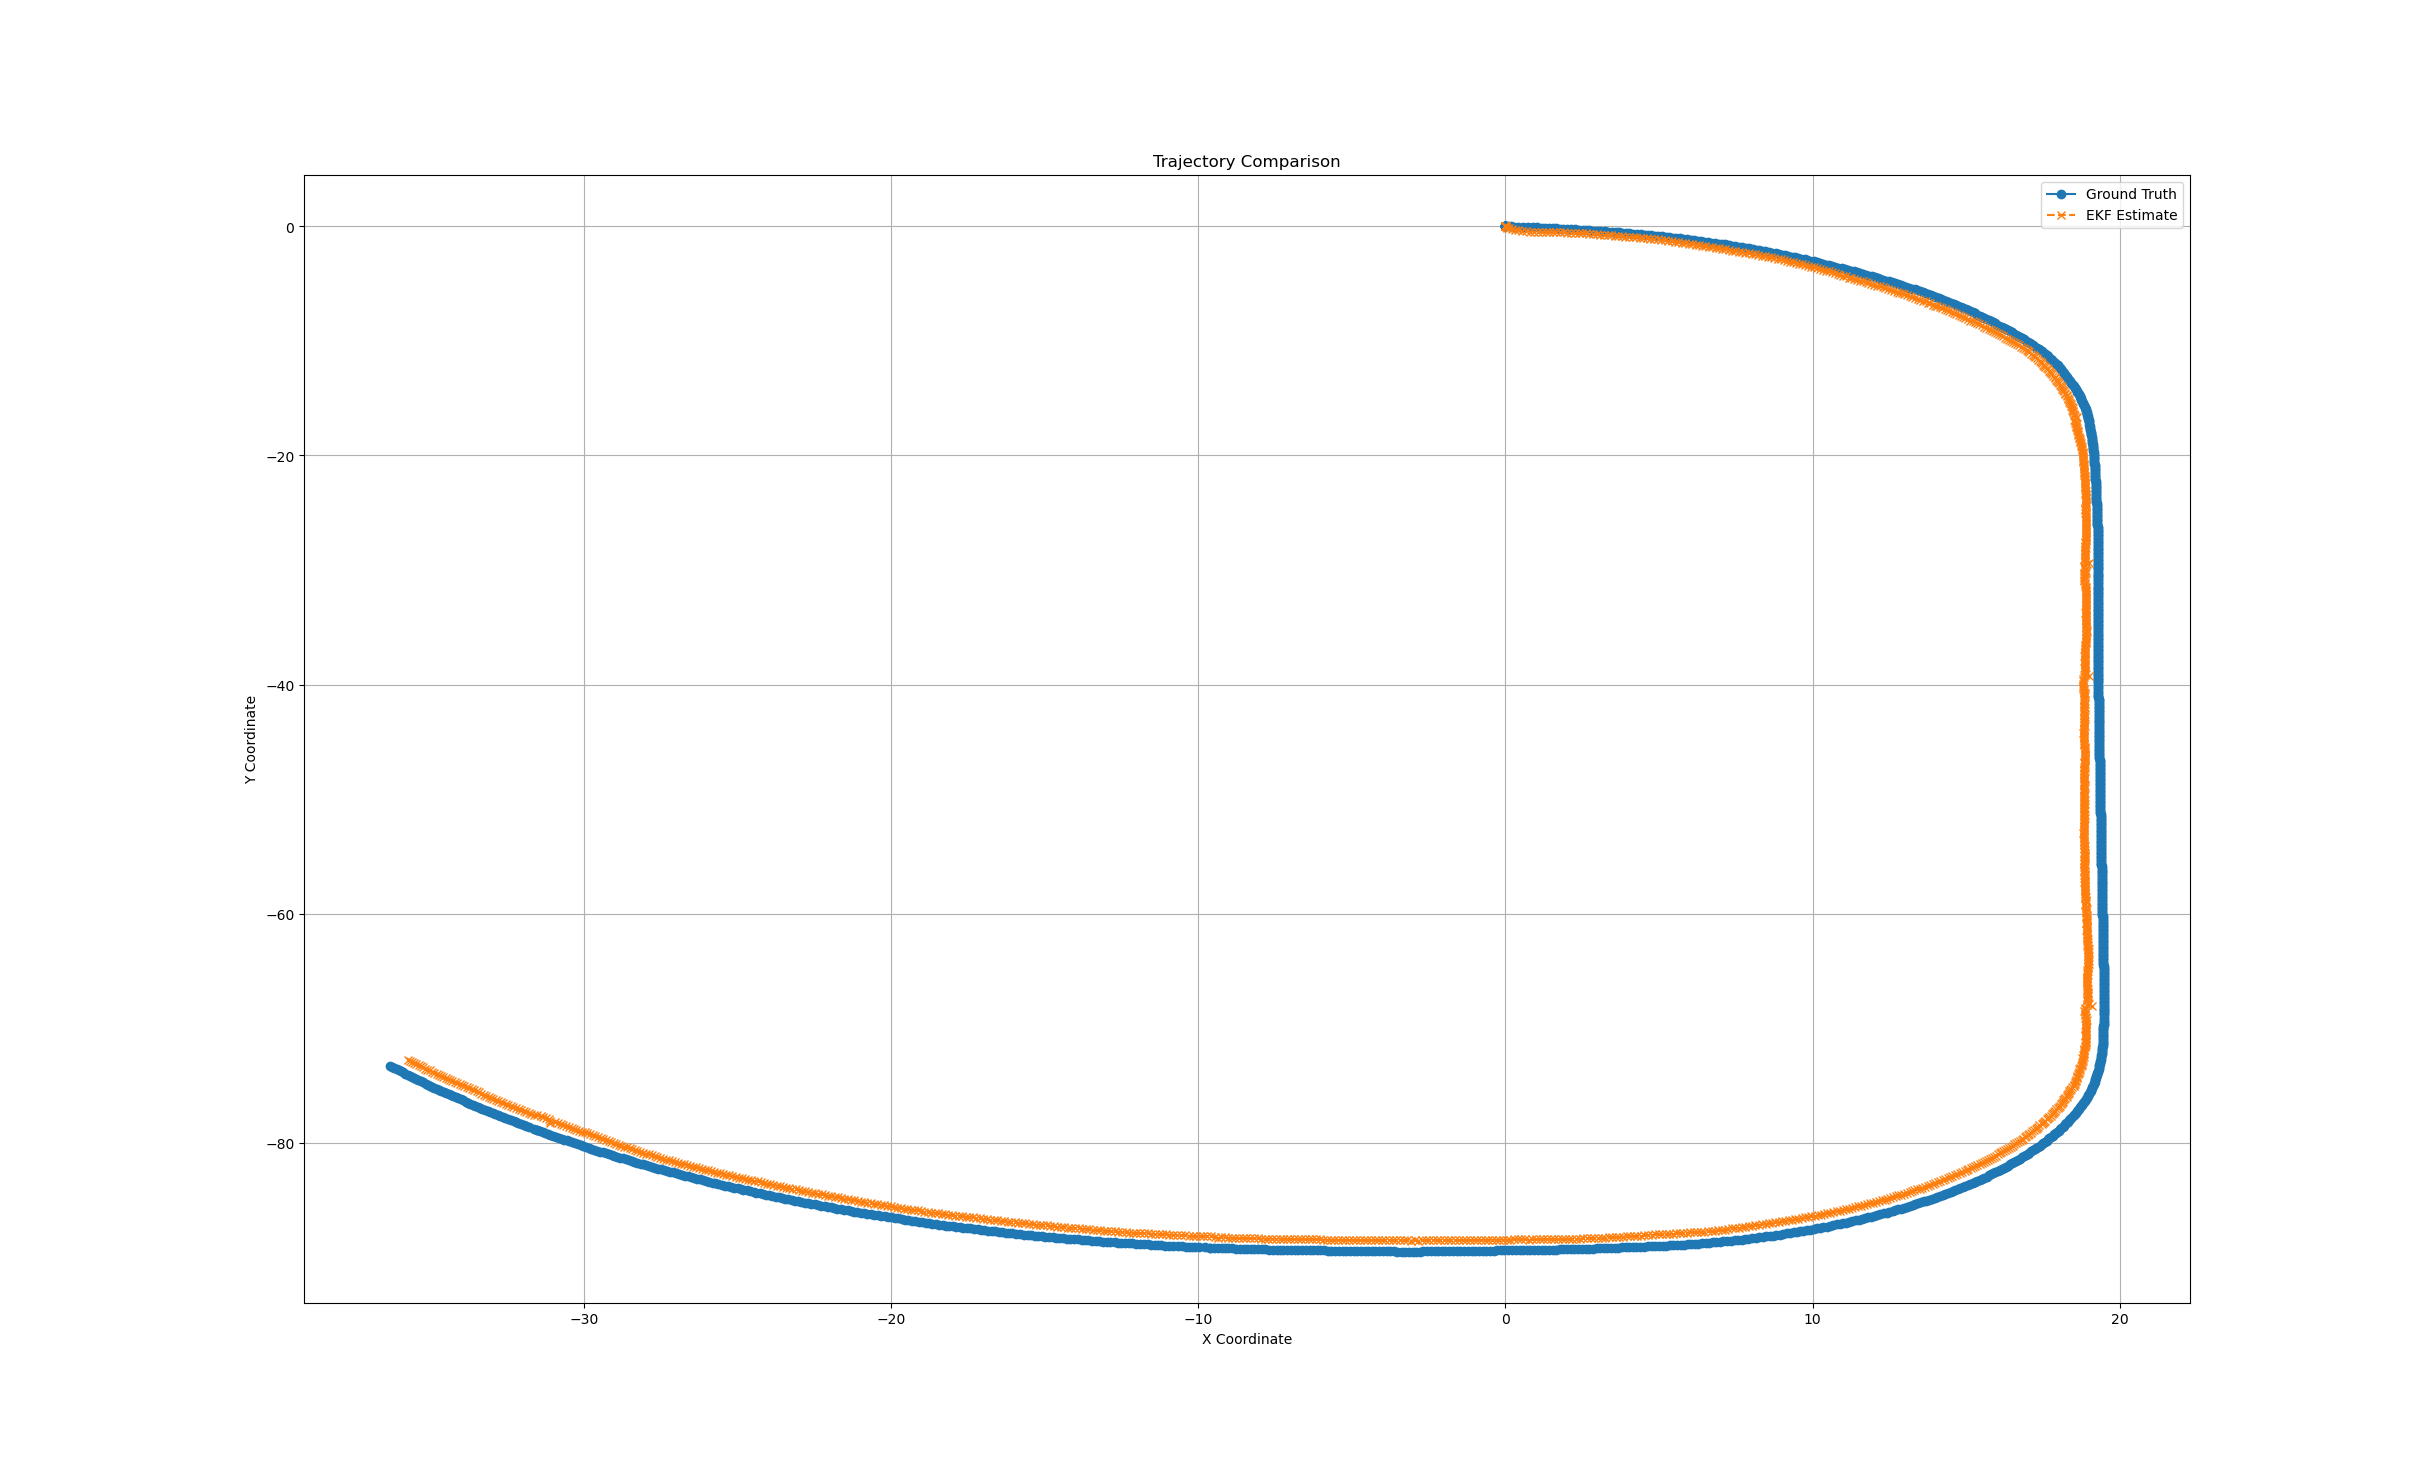 Trajectory Comparison
Ground Truth
EKF Estimate
0
−20
−40
−60
−80
Y Coordinate
−30
−20
−10
0
10
20
X Coordinate